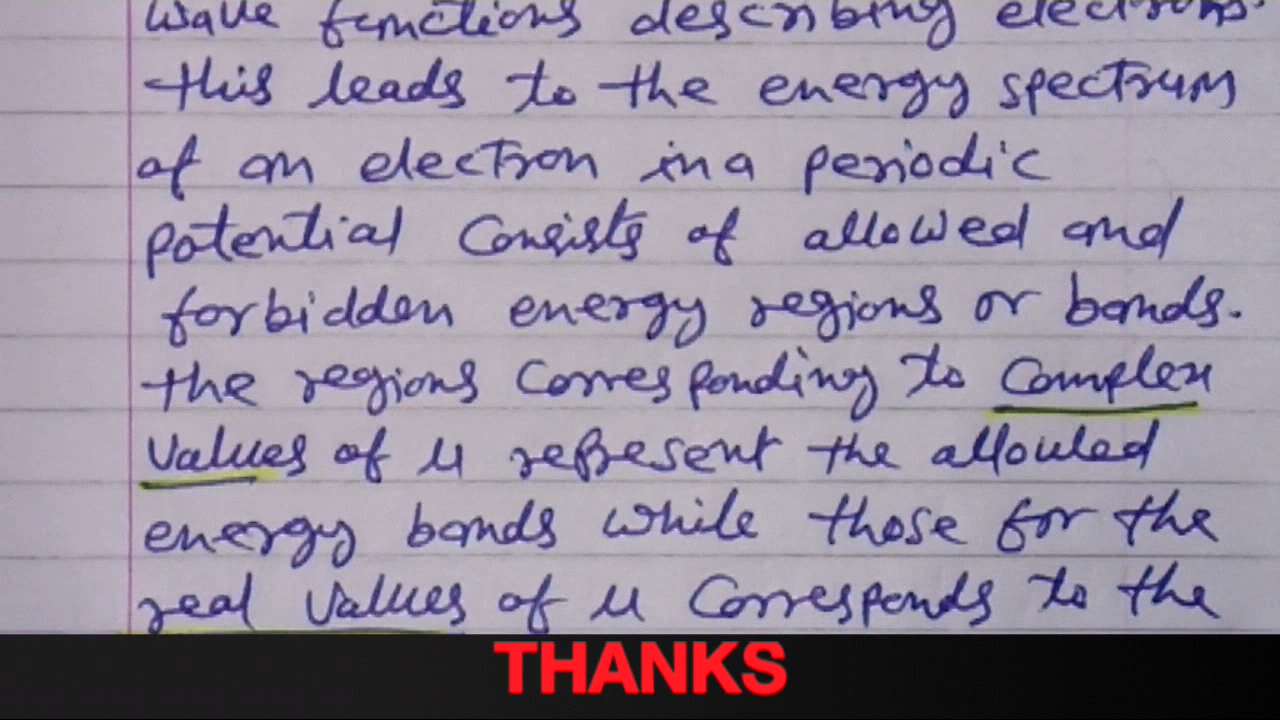 wave functions describing electrons.
this leads to the energy spectrum
of an electron in a periodic
potential Consists of allowed and
forbidden energy regions or bands.
the regions Corresponding to Complex
values of μ represent the allowed
energy bands while those for the
real values of μ Corresponds to the
THANKS